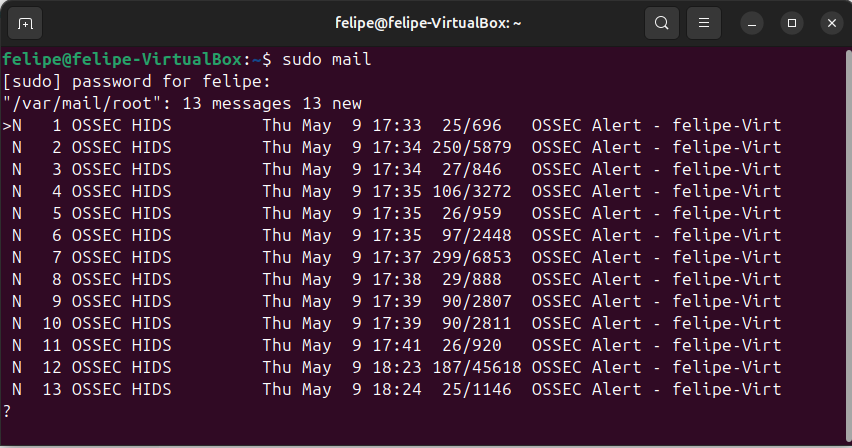 felipe@felipe-VirtualBox: ~
felipe@felipe-VirtualBox:~$ sudo mail
[sudo] password for felipe:
"/var/mail/root": 13 messages 13 new
>N   1 OSSEC HIDS         Thu May  9 17:33  25/696   OSSEC Alert - felipe-Virt
 N   2 OSSEC HIDS         Thu May  9 17:34 250/5879  OSSEC Alert - felipe-Virt
 N   3 OSSEC HIDS         Thu May  9 17:34  27/846   OSSEC Alert - felipe-Virt
 N   4 OSSEC HIDS         Thu May  9 17:35 106/3272  OSSEC Alert - felipe-Virt
 N   5 OSSEC HIDS         Thu May  9 17:35  26/959   OSSEC Alert - felipe-Virt
 N   6 OSSEC HIDS         Thu May  9 17:35  97/2448  OSSEC Alert - felipe-Virt
 N   7 OSSEC HIDS         Thu May  9 17:37 299/6853  OSSEC Alert - felipe-Virt
 N   8 OSSEC HIDS         Thu May  9 17:38  29/888   OSSEC Alert - felipe-Virt
 N   9 OSSEC HIDS         Thu May  9 17:39  90/2807  OSSEC Alert - felipe-Virt
 N  10 OSSEC HIDS         Thu May  9 17:39  90/2811  OSSEC Alert - felipe-Virt
 N  11 OSSEC HIDS         Thu May  9 17:41  26/920   OSSEC Alert - felipe-Virt
 N  12 OSSEC HIDS         Thu May  9 18:23 187/45618 OSSEC Alert - felipe-Virt
 N  13 OSSEC HIDS         Thu May  9 18:24  25/1146  OSSEC Alert - felipe-Virt
?